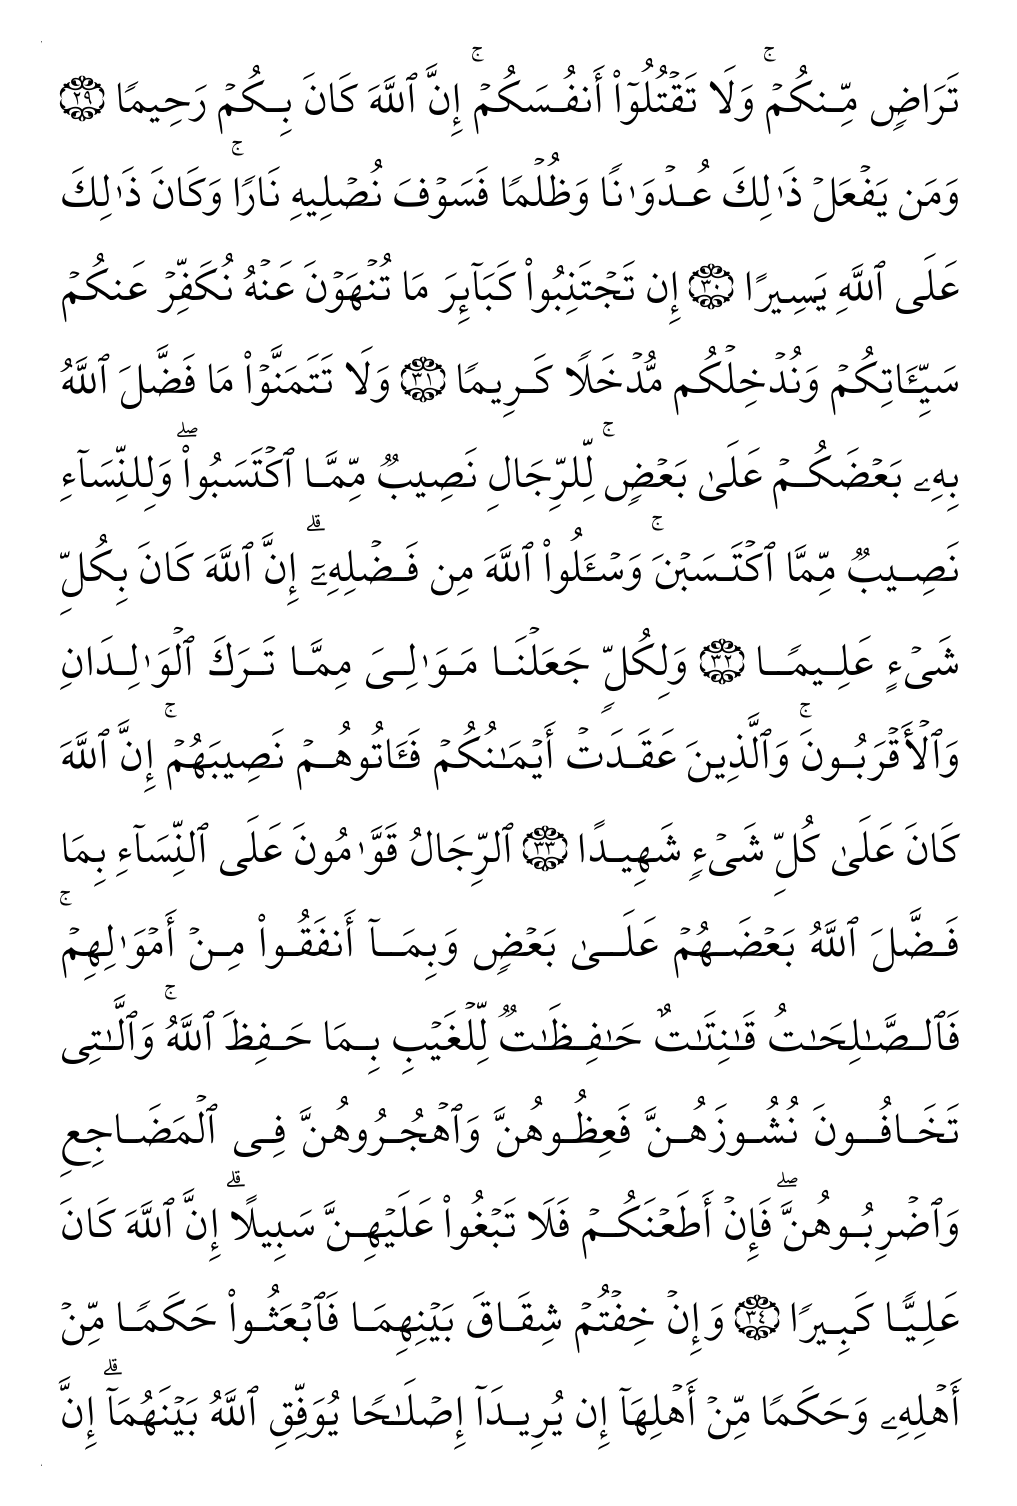 تَرَاضٍ مِّنكُمۡۚ وَلَا تَقۡتُلُوٓاْ أَنفُسَكُمۡۚ إِنَّ ٱللَّهَ كَانَ بِكُمۡ رَحِيمًا ٢٩
وَمَن يَفۡعَلۡ ذَٰلِكَ عُدۡوَٰنًا وَظُلۡمًا فَسَوۡفَ نُصۡلِيهِ نَارًاۚ وَكَانَ ذَٰلِكَ
عَلَى ٱللَّهِ يَسِيرًا ٣٠ إِن تَجۡتَنِبُواْ كَبَآئِرَ مَا تُنۡهَوۡنَ عَنۡهُ نُكَفِّرۡ عَنكُمۡ
سَيِّـَٔاتِكُمۡ وَنُدۡخِلۡكُم مُّدۡخَلًا كَرِيمًا ٣١ وَلَا تَتَمَنَّوۡاْ مَا فَضَّلَ ٱللَّهُ
بِهِۦ بَعۡضَكُمۡ عَلَىٰ بَعۡضٍۚ لِّلرِّجَالِ نَصِيبٌ مِّمَّا ٱكۡتَسَبُواْۖ وَلِلنِّسَآءِ
نَصِيبٌ مِّمَّا ٱكۡتَسَبۡنَۚ وَسۡـَٔلُواْ ٱللَّهَ مِن فَضۡلِهِۦٓۗ إِنَّ ٱللَّهَ كَانَ بِكُلِّ
شَىۡءٍ عَلِيمًا ٣٢ وَلِكُلٍّ جَعَلۡنَا مَوَٰلِىَ مِمَّا تَرَكَ ٱلۡوَٰلِدَانِ
وَٱلۡأَقۡرَبُونَۚ وَٱلَّذِينَ عَقَدَتۡ أَيۡمَـٰنُكُمۡ فَـَٔاتُوهُمۡ نَصِيبَهُمۡۚ إِنَّ ٱللَّهَ
كَانَ عَلَىٰ كُلِّ شَىۡءٍ شَهِيدًا ٣٣ ٱلرِّجَالُ قَوَّٰمُونَ عَلَى ٱلنِّسَآءِ بِمَا
فَضَّلَ ٱللَّهُ بَعۡضَهُمۡ عَلَىٰ بَعۡضٍ وَبِمَآ أَنفَقُواْ مِنۡ أَمۡوَٰلِهِمۡۚ
فَٱلصَّـٰلِحَـٰتُ قَـٰنِتَـٰتٌ حَـٰفِظَـٰتٌ لِّلۡغَيۡبِ بِمَا حَفِظَ ٱللَّهُۚ وَٱلَّـٰتِى
تَخَافُونَ نُشُوزَهُنَّ فَعِظُوهُنَّ وَٱهۡجُرُوهُنَّ فِى ٱلۡمَضَاجِعِ
وَٱضۡرِبُوهُنَّۖ فَإِنۡ أَطَعۡنَكُمۡ فَلَا تَبۡغُواْ عَلَيۡهِنَّ سَبِيلًاۗ إِنَّ ٱللَّهَ كَانَ
عَلِيًّا كَبِيرًا ٣٤ وَإِنۡ خِفۡتُمۡ شِقَاقَ بَيۡنِهِمَا فَٱبۡعَثُواْ حَكَمًا مِّنۡ
أَهۡلِهِۦ وَحَكَمًا مِّنۡ أَهۡلِهَآ إِن يُرِيدَآ إِصۡلَـٰحًا يُوَفِّقِ ٱللَّهُ بَيۡنَهُمَآۗ إِنَّ